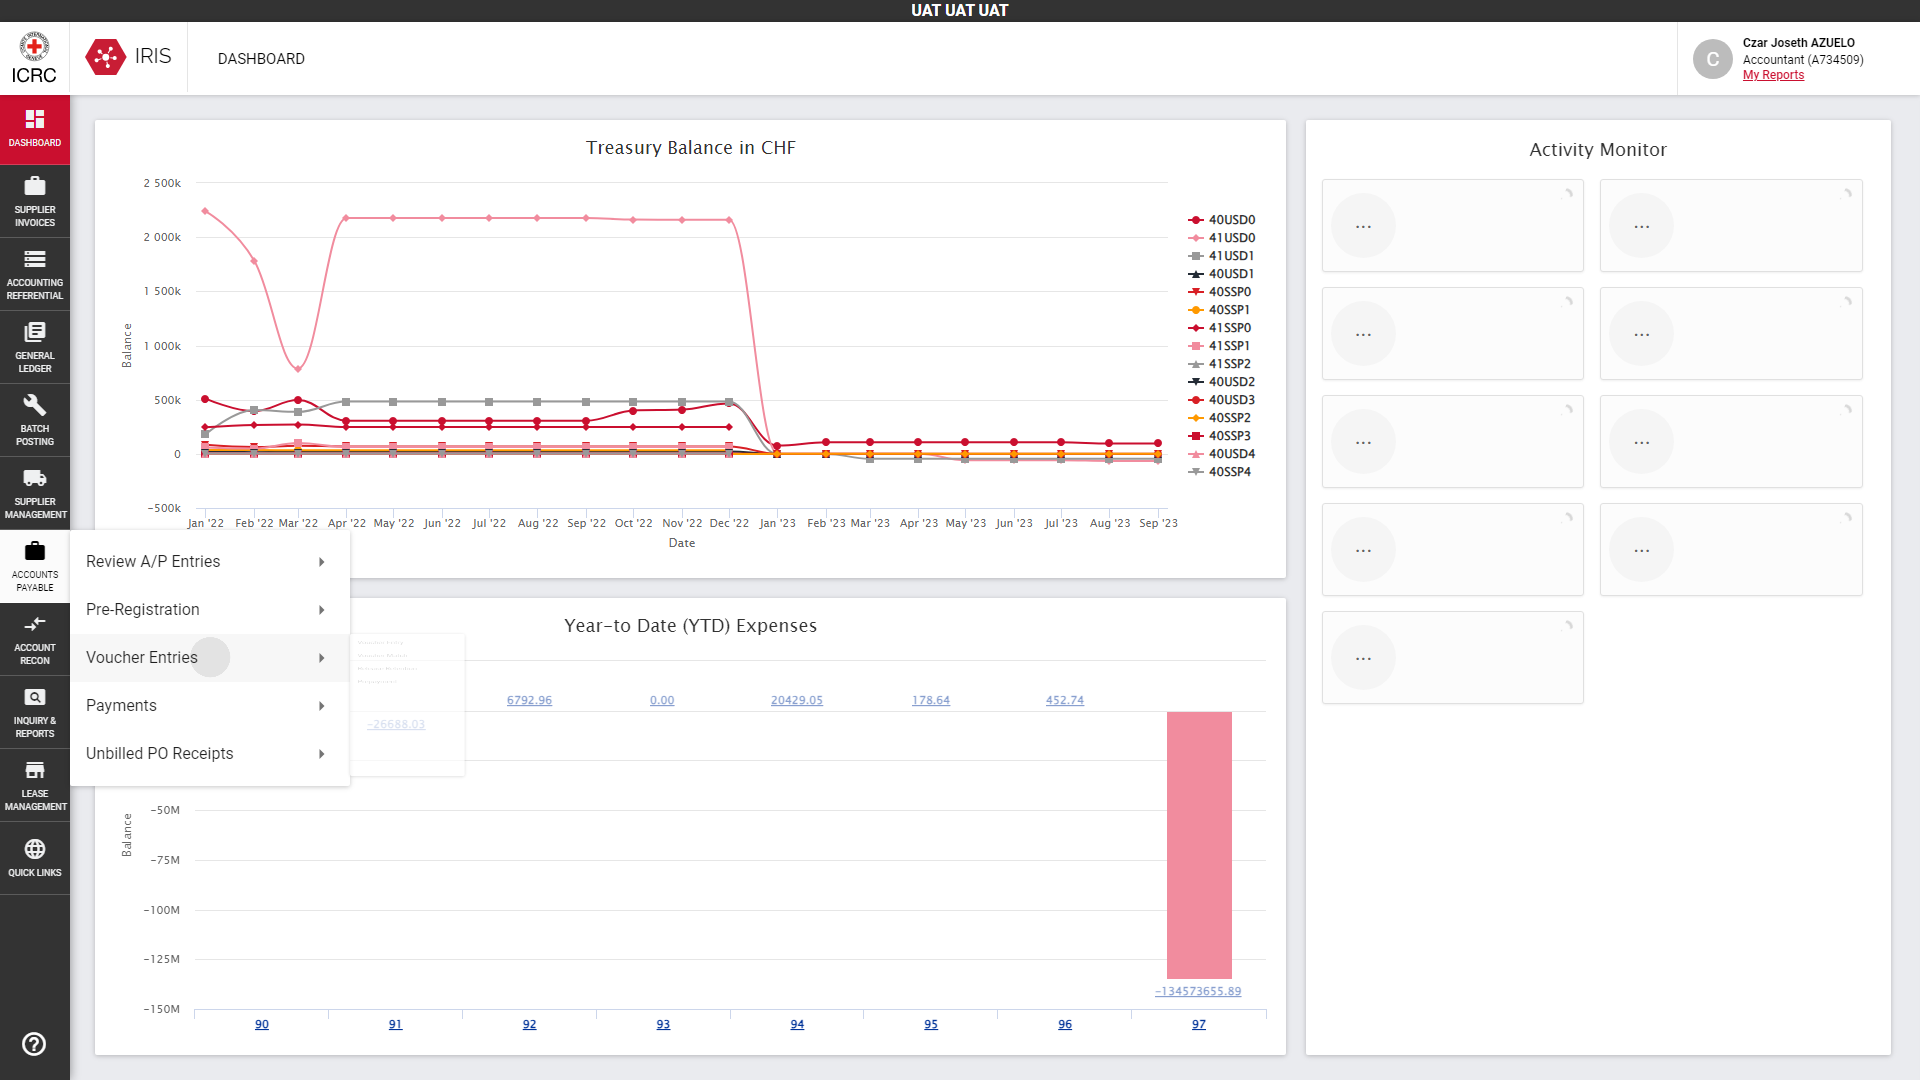 UAT UAT UAT
ICRC
IRIS
DASHBOARD
C
Czar Joseth AZUELO
Accountant (A734509)
My Reports
DASHBOARD
SUPPLIER
INVOICES
ACCOUNTING
REFERENTIAL
GENERAL
LEDGER
BATCH
POSTING
SUPPLIER
MANAGEMENT
ACCOUNTS
PAYABLE
ACCOUNT
RECON
INQUIRY &
REPORTS
LEASE
MANAGEMENT
QUICK LINKS
Review A/P Entries
Pre-Registration
Voucher Entries
Payments
Unbilled PO Receipts
Treasury Balance in CHF
Balance
2 500k
2 000k
1 500k
1 000k
500k
0
-500k
Jan '22 Feb '22 Mar '22 Apr '22 May '22 Jun '22 Jul '22 Aug '22 Sep '22 Oct '22 Nov '22 Dec '22 Jan '23 Feb '23 Mar '23 Apr '23 May '23 Jun '23 Jul '23 Aug '23 Sep '23
Date
40USD0
41USD0
41USD1
40USD1
40SSP0
40SSP1
41SSP0
41SSP1
41SSP2
40USD2
40USD3
40SSP2
40SSP3
40USD4
40SSP4
Year-to Date (YTD) Expenses
6792.96 0.00 20429.05 178.64 452.74
-26688.03
Balance
-50M
-75M
-100M
-125M
-150M
-134573655.89
90 91 92 93 94 95 96 97
Activity Monitor
... ...
... ...
... ...
... ...
...